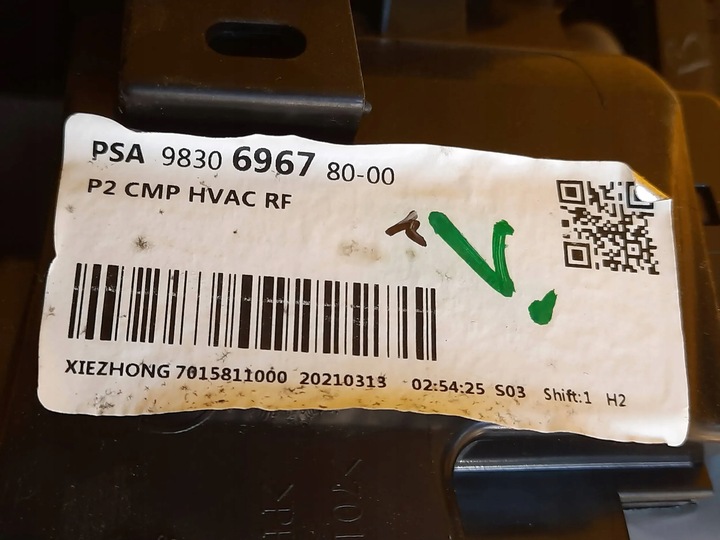 PSA 9830 6967 80-00
P2 CMP HVAC RF
XIEZHONG 7015811000 20210313 02:54:25 S03 Shift:1 H2